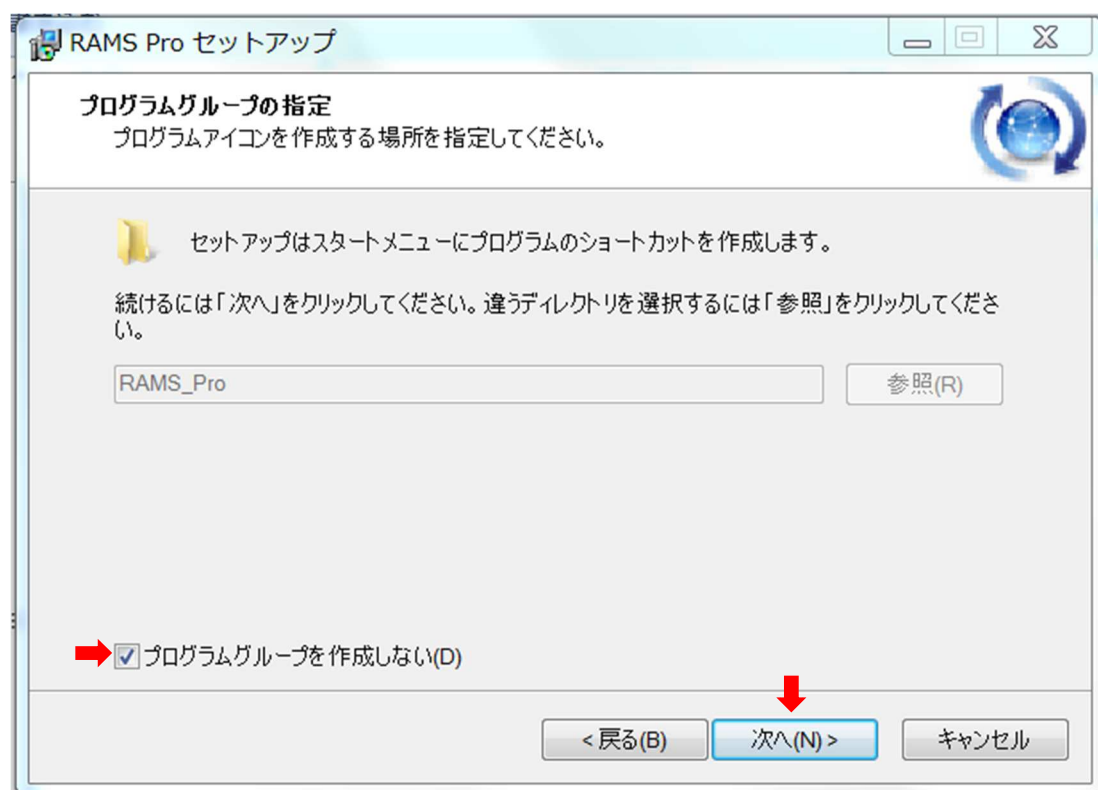 RAMS Pro セットアップ
プログラムグループの指定
プログラムアイコンを作成する場所を指定してください。
セットアップはスタートメニューにプログラムのショートカットを作成します。
続けるには「次へ」をクリックしてください。違うディレクトリを選択するには「参照」をクリックしてくださ
い。
RAMS_Pro
参照(R)
プログラムグループを作成しない(D)
< 戻る(B)
次へ(N) >
キャンセル